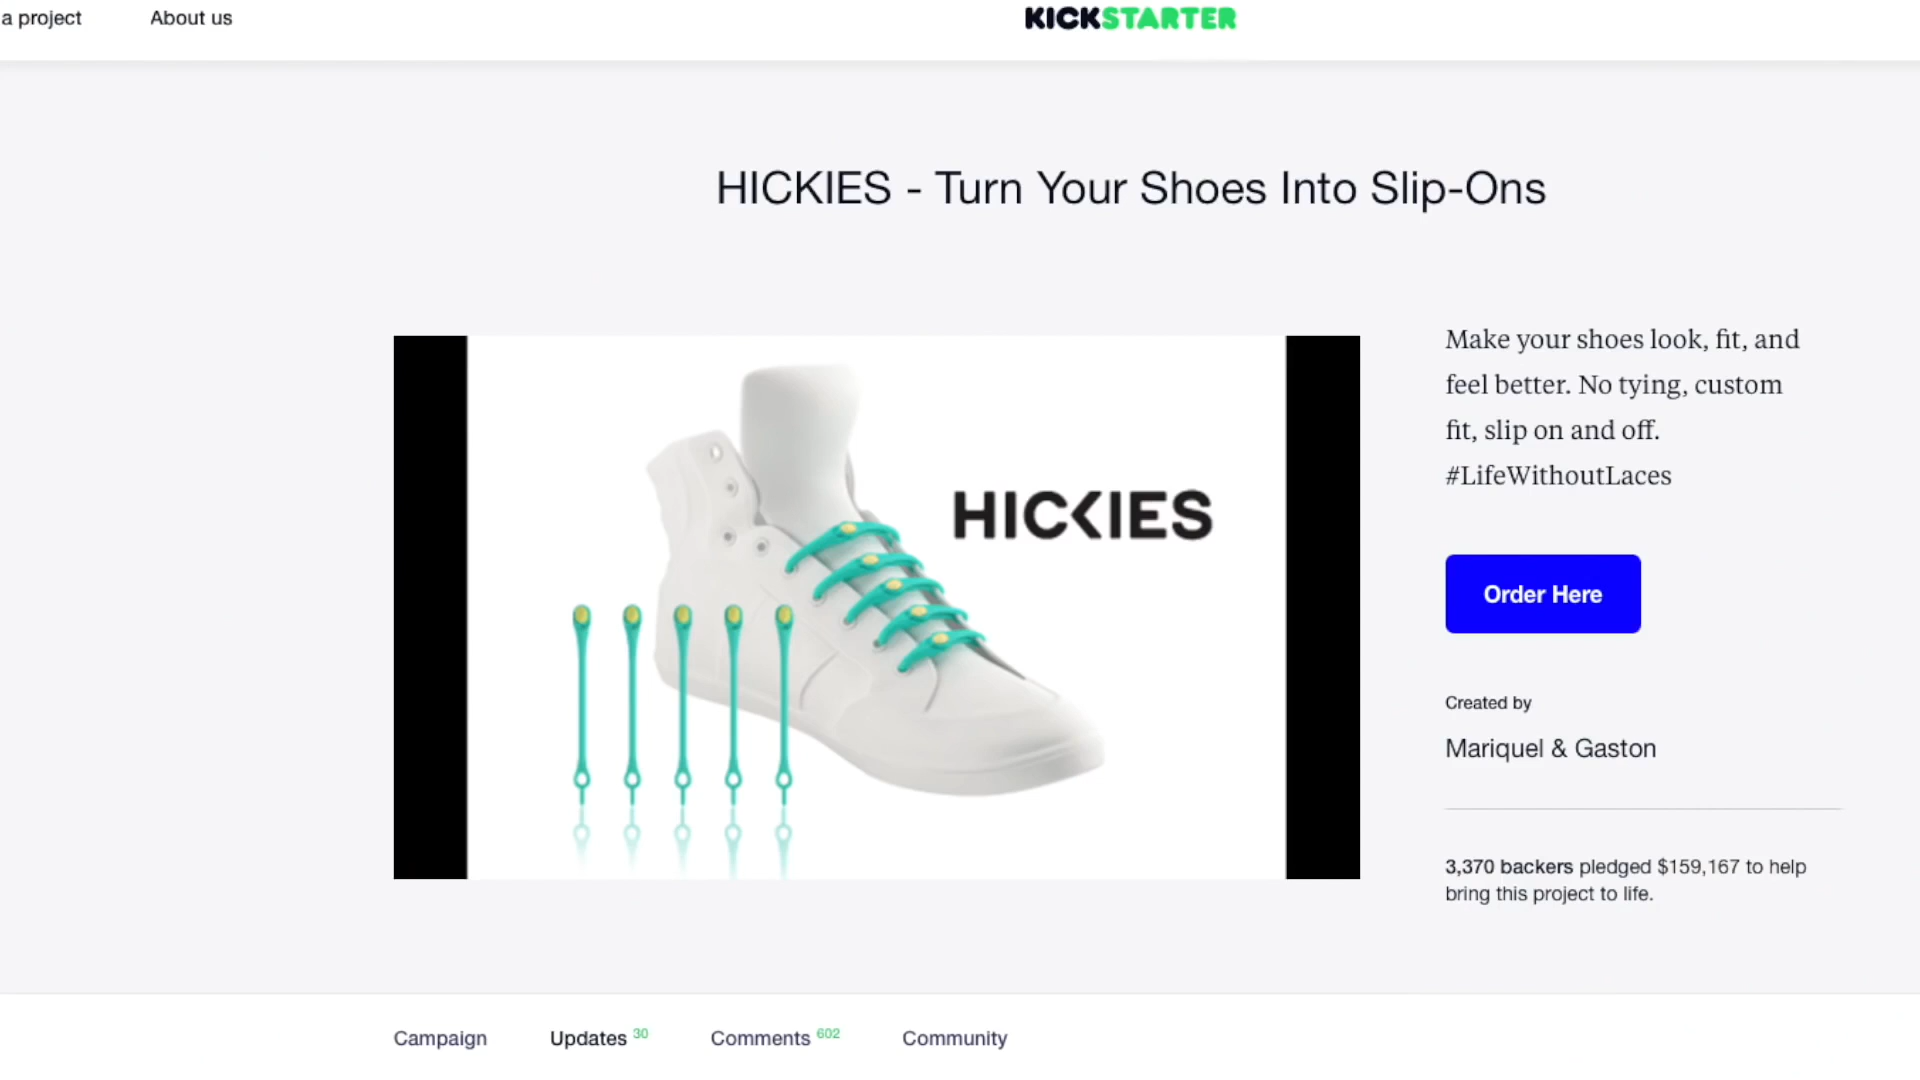 a project
About us
KICKSTARTER
HICKIES - Turn Your Shoes Into Slip-Ons
HICKIES
Make your shoes look, fit, and
feel better. No tying, custom
fit, slip on and off.
#LifeWithoutLaces
Order Here
Created by
Mariquel & Gaston
3,370 backers pledged $159,167 to help
bring this project to life.
Campaign
Updates 30
Comments 602
Community